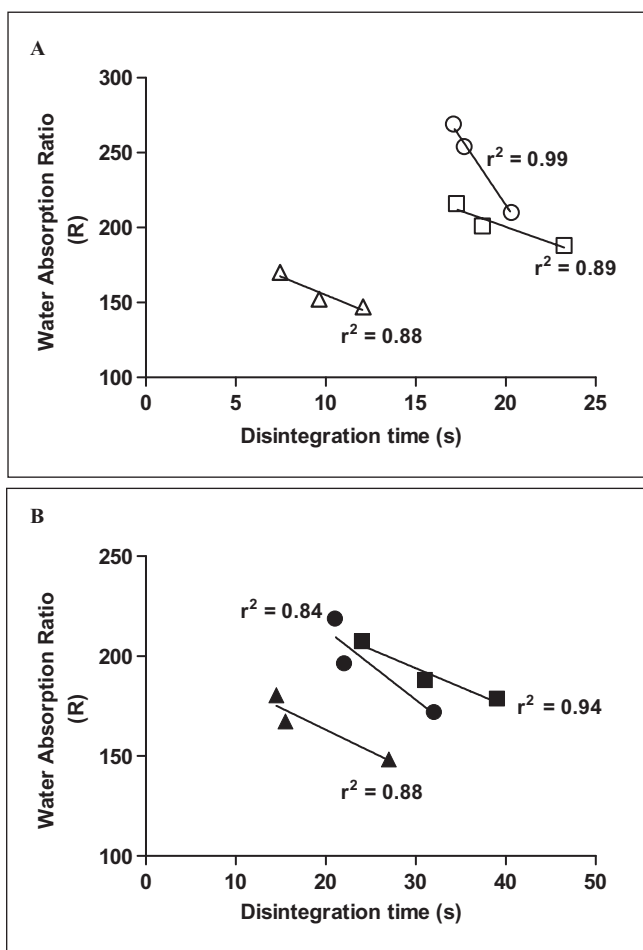 A
300
250
200
150
100
Water Absorption Ratio
(R)
r² = 0.99
r² = 0.89
r² = 0.88
0 5 10 15 20 25
Disintegration time (s)
B
250
200
150
100
Water Absorption Ratio
(R)
r² = 0.84
r² = 0.94
r² = 0.88
0 10 20 30 40 50
Disintegration time (s)